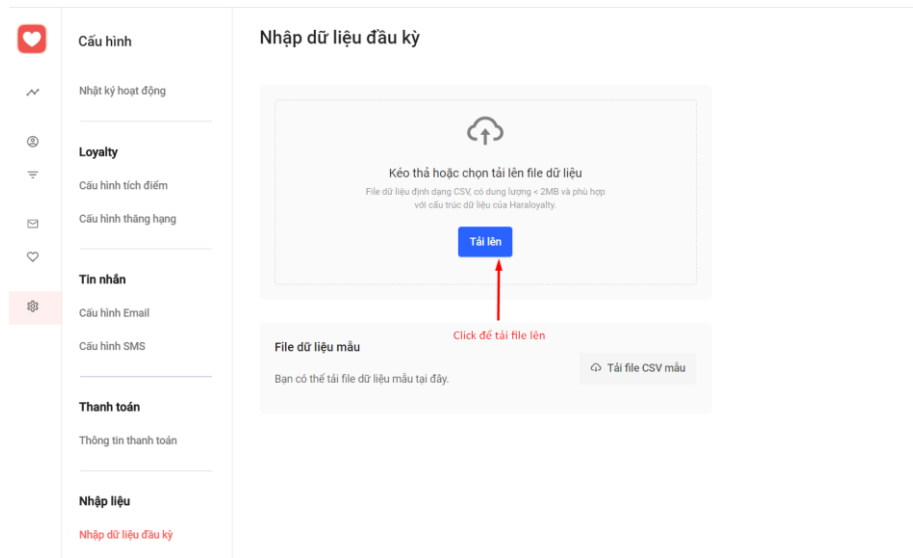 Cấu hình
Nhật ký hoạt động
Loyalty
Cấu hình tích điểm
Cấu hình thăng hạng
Tin nhắn
Cấu hình Email
Cấu hình SMS
Thanh toán
Thông tin thanh toán
Nhập liệu
Nhập dữ liệu đầu kỳ
Nhập dữ liệu đầu kỳ
Kéo thả hoặc chọn tải lên file dữ liệu
File dữ liệu định dạng CSV, có dung lượng < 2MB và phù hợp
với cấu trúc dữ liệu của Haraloyalty.
Tải lên
Click để tải file lên
File dữ liệu mẫu
Bạn có thể tải file dữ liệu mẫu tại đây.
Tải file CSV mẫu